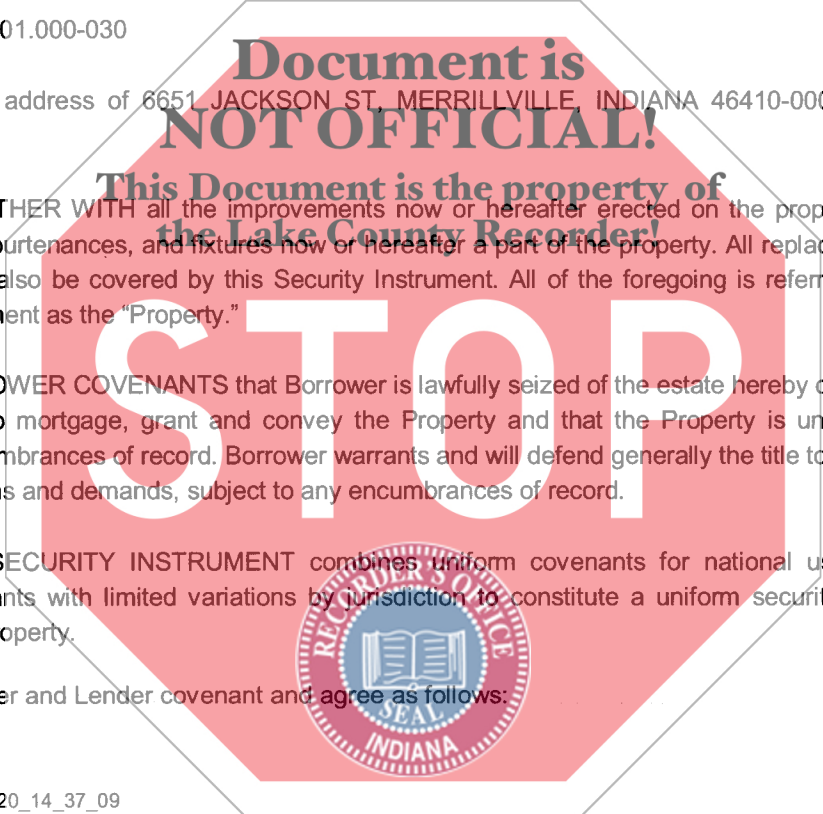 01.000-030
Document is
address of 6651 JACKSON ST, MERRILLVILLE, INDIANA 46410-000
NOT OFFICIAL!
This Document is the property of
THER WITH all the improvements now or hereafter erected on the prop
the Lake County Recorder!
urtenances, and fixtures now or hereafter a part of the property. All replac
also be covered by this Security Instrument. All of the foregoing is referr
ent as the “Property.”
STOP
OWER COVENANTS that Borrower is lawfully seized of the estate hereby c
o mortgage, grant and convey the Property and that the Property is un
mbrances of record. Borrower warrants and will defend generally the title to
s and demands, subject to any encumbrances of record.
SECURITY INSTRUMENT combines uniform covenants for national us
nts with limited variations by jurisdiction to constitute a uniform securit
operty.
RECORDER'S OFFICE
er and Lender covenant and agree as follows:
SEAL
INDIANA
20_14_37_09